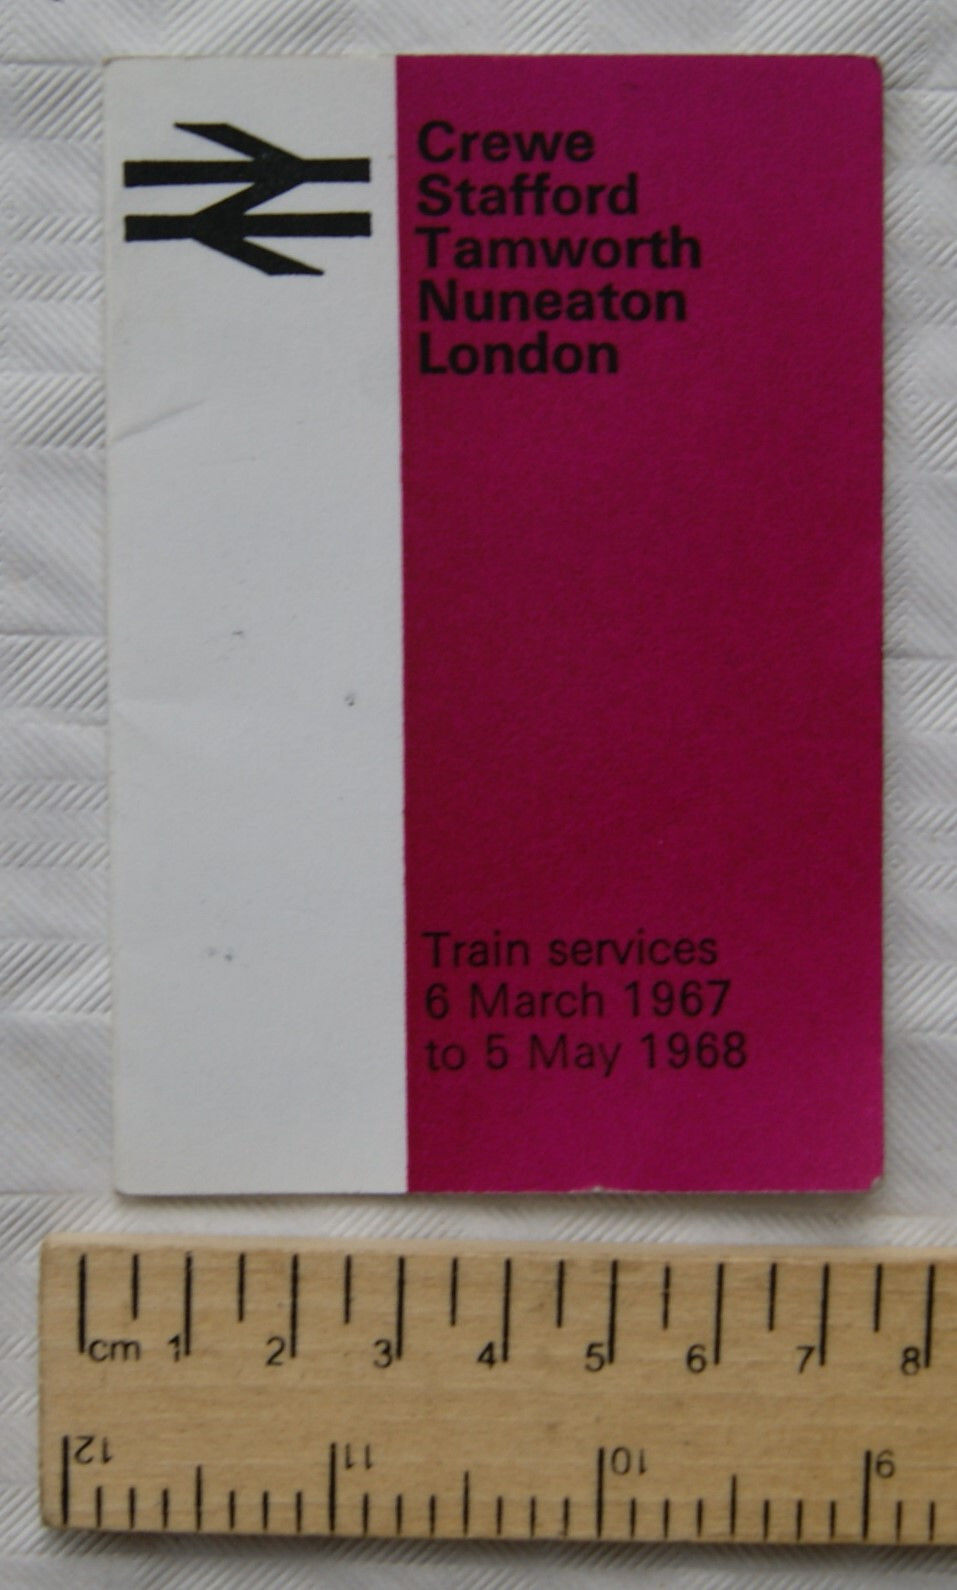 Crewe
Stafford
Tamworth
Nuneaton
London
Train services
6 March 1967
to 5 May 1968
cm 1 2 3 4 5 6 7 8
12 11 10 9